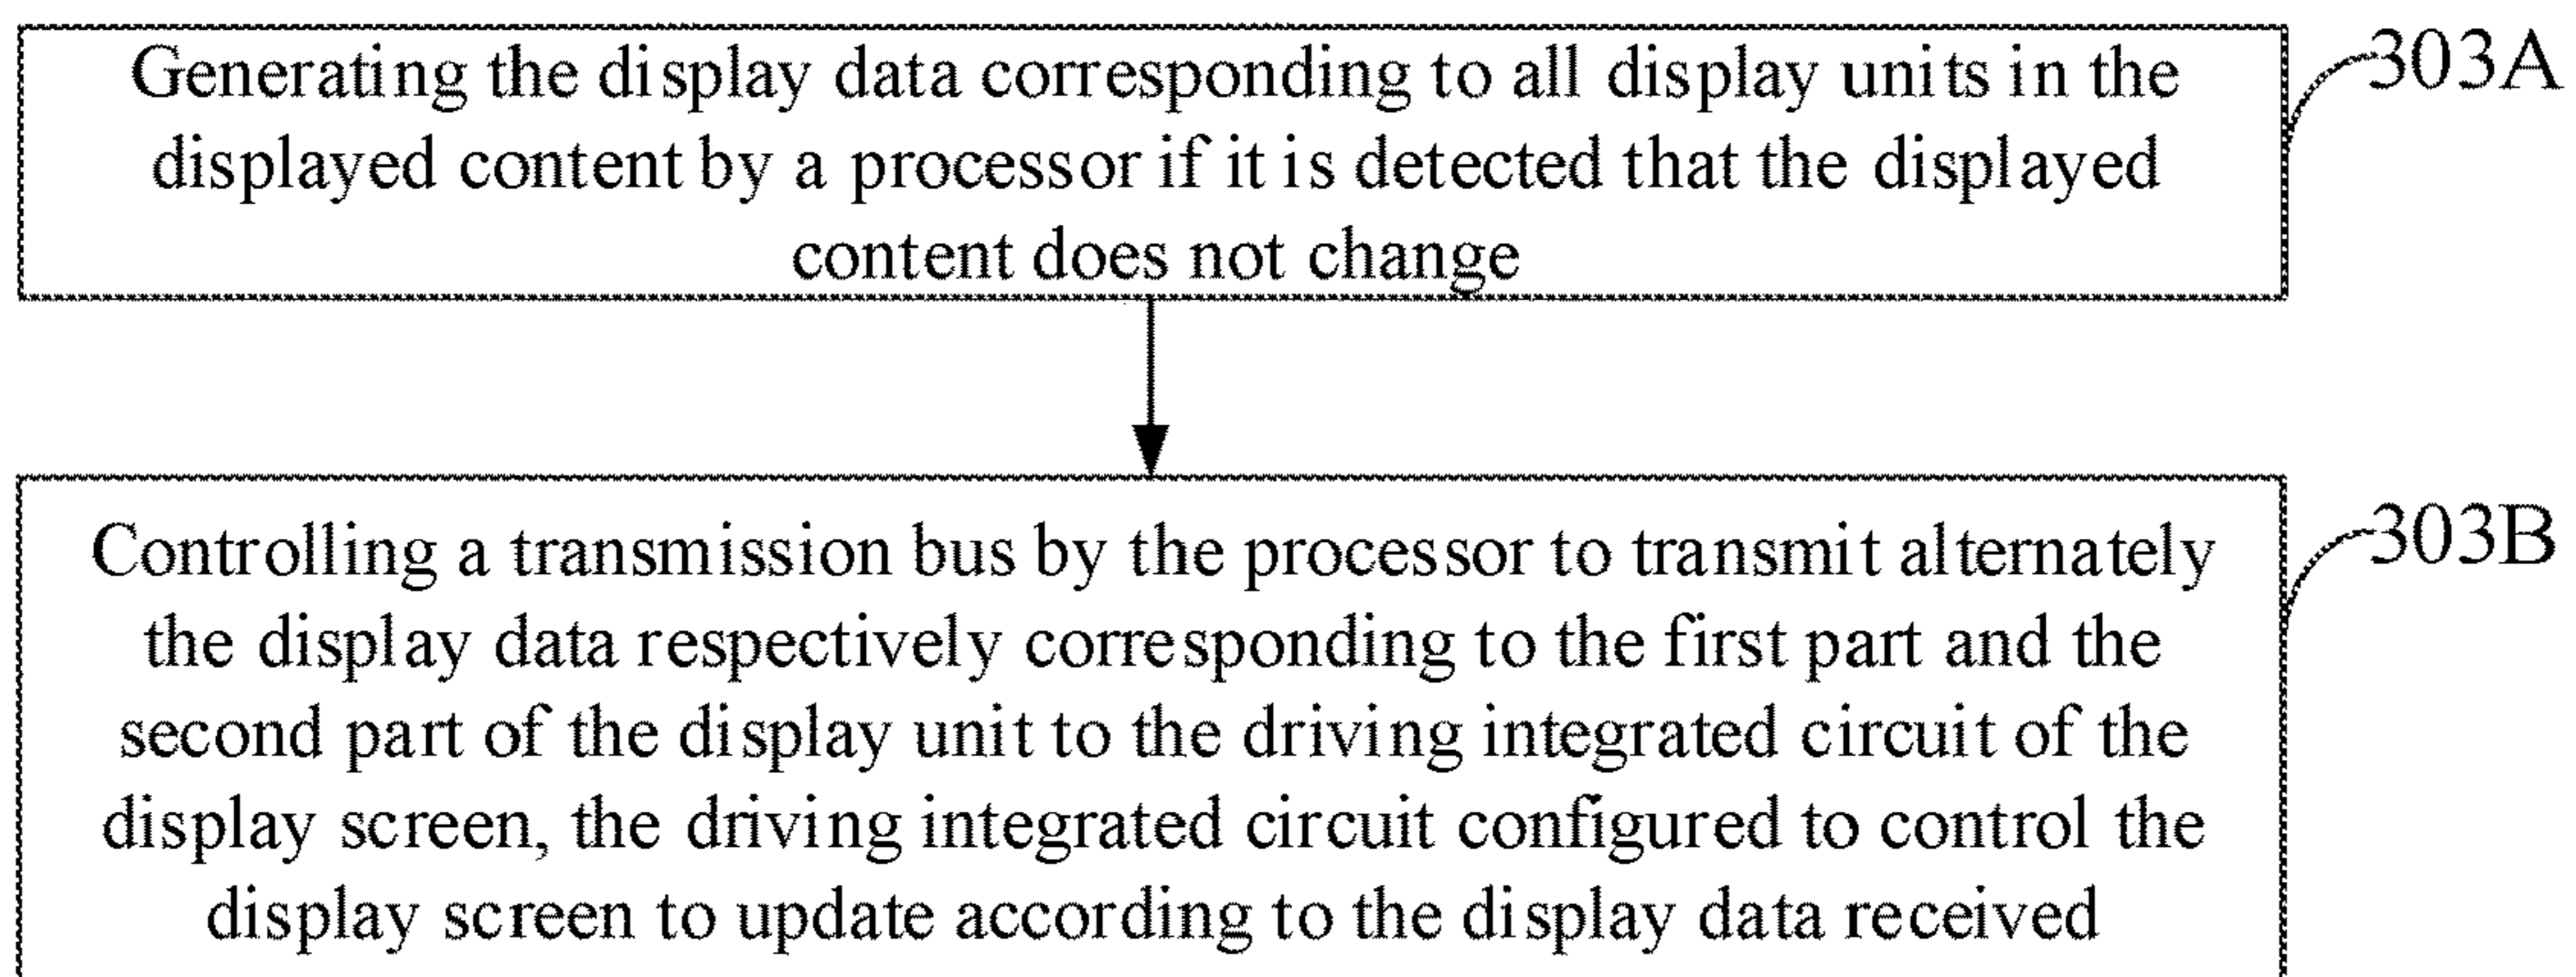 Generating the display data corresponding to all display units in the
303A
displayed content by a processor if it is detected that the displayed
content does not change
Controlling a transmission bus by the processor to transmit alternately
303B
the display data respectively corresponding to the first part and the
second part of the display unit to the driving integrated circuit of the
display screen, the driving integrated circuit configured to control the
display screen to update according to the display data received